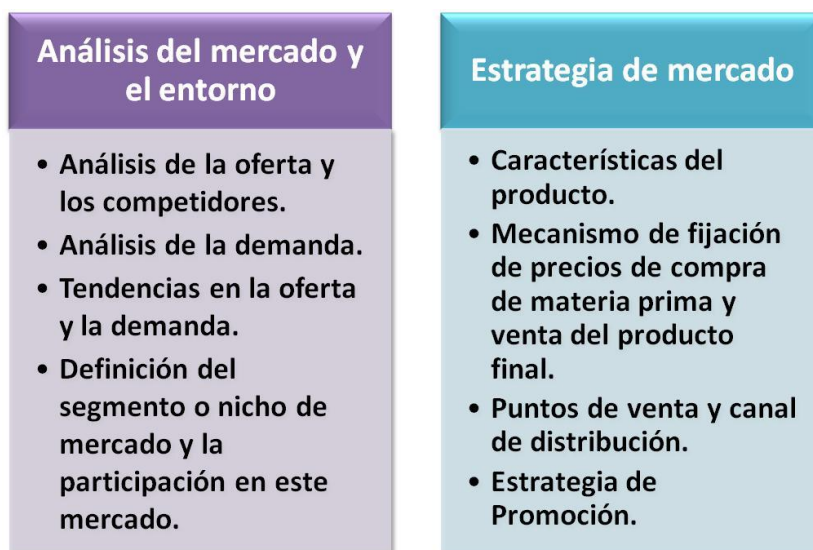 Análisis del mercado y
el entorno
• Análisis de la oferta y
los competidores.
• Análisis de la demanda.
• Tendencias en la oferta
y la demanda.
• Definición del
segmento o nicho de
mercado y la
participación en este
mercado.
Estrategia de mercado
• Características del
producto.
• Mecanismo de fijación
de precios de compra
de materia prima y
venta del producto
final.
• Puntos de venta y canal
de distribución.
• Estrategia de
Promoción.